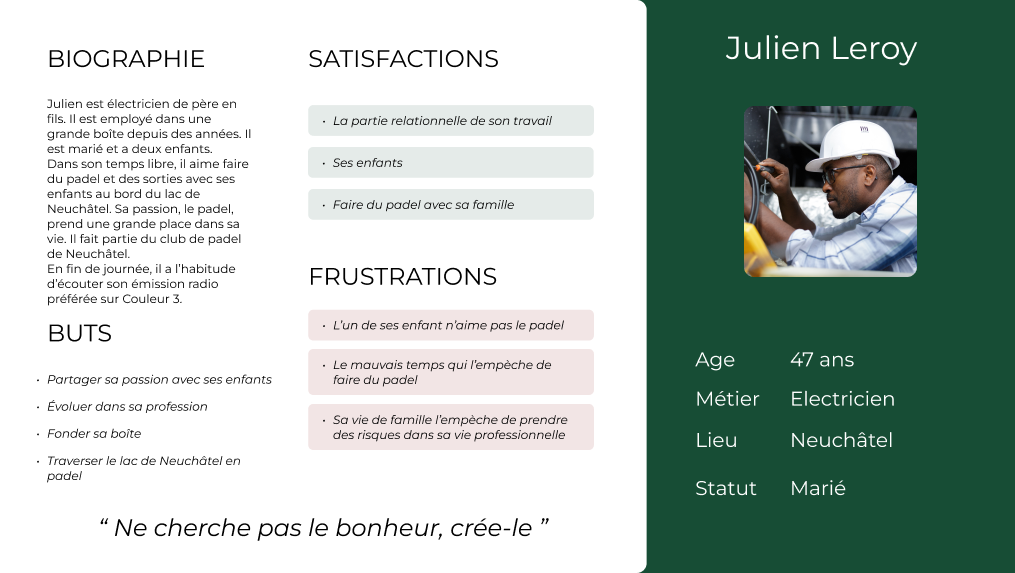 BIOGRAPHIE
Julien est électricien de père en
fils. Il est employé dans une
grande boîte depuis des années. Il
est marié et a deux enfants.
Dans son temps libre, il aime faire
du padel et des sorties avec ses
enfants au bord du lac de
Neuchâtel. Sa passion, le padel,
prend une grande place dans sa
vie. Il fait partie du club de padel
de Neuchâtel.
En fin de journée, il a l’habitude
d’écouter son émission radio
préférée sur Couleur 3.
BUTS
• Partager sa passion avec ses enfants
• Évoluer dans sa profession
• Fonder sa boîte
• Traverser le lac de Neuchâtel en
padel
SATISFACTIONS
• La partie relationnelle de son travail
• Ses enfants
• Faire du padel avec sa famille
FRUSTRATIONS
• L’un de ses enfant n’aime pas le padel
• Le mauvais temps qui l’empèche de
faire du padel
• Sa vie de famille l’empèche de prendre
des risques dans sa vie professionnelle
“ Ne cherche pas le bonheur, crée-le ”
Julien Leroy
Age 47 ans
Métier Electricien
Lieu Neuchâtel
Statut Marié